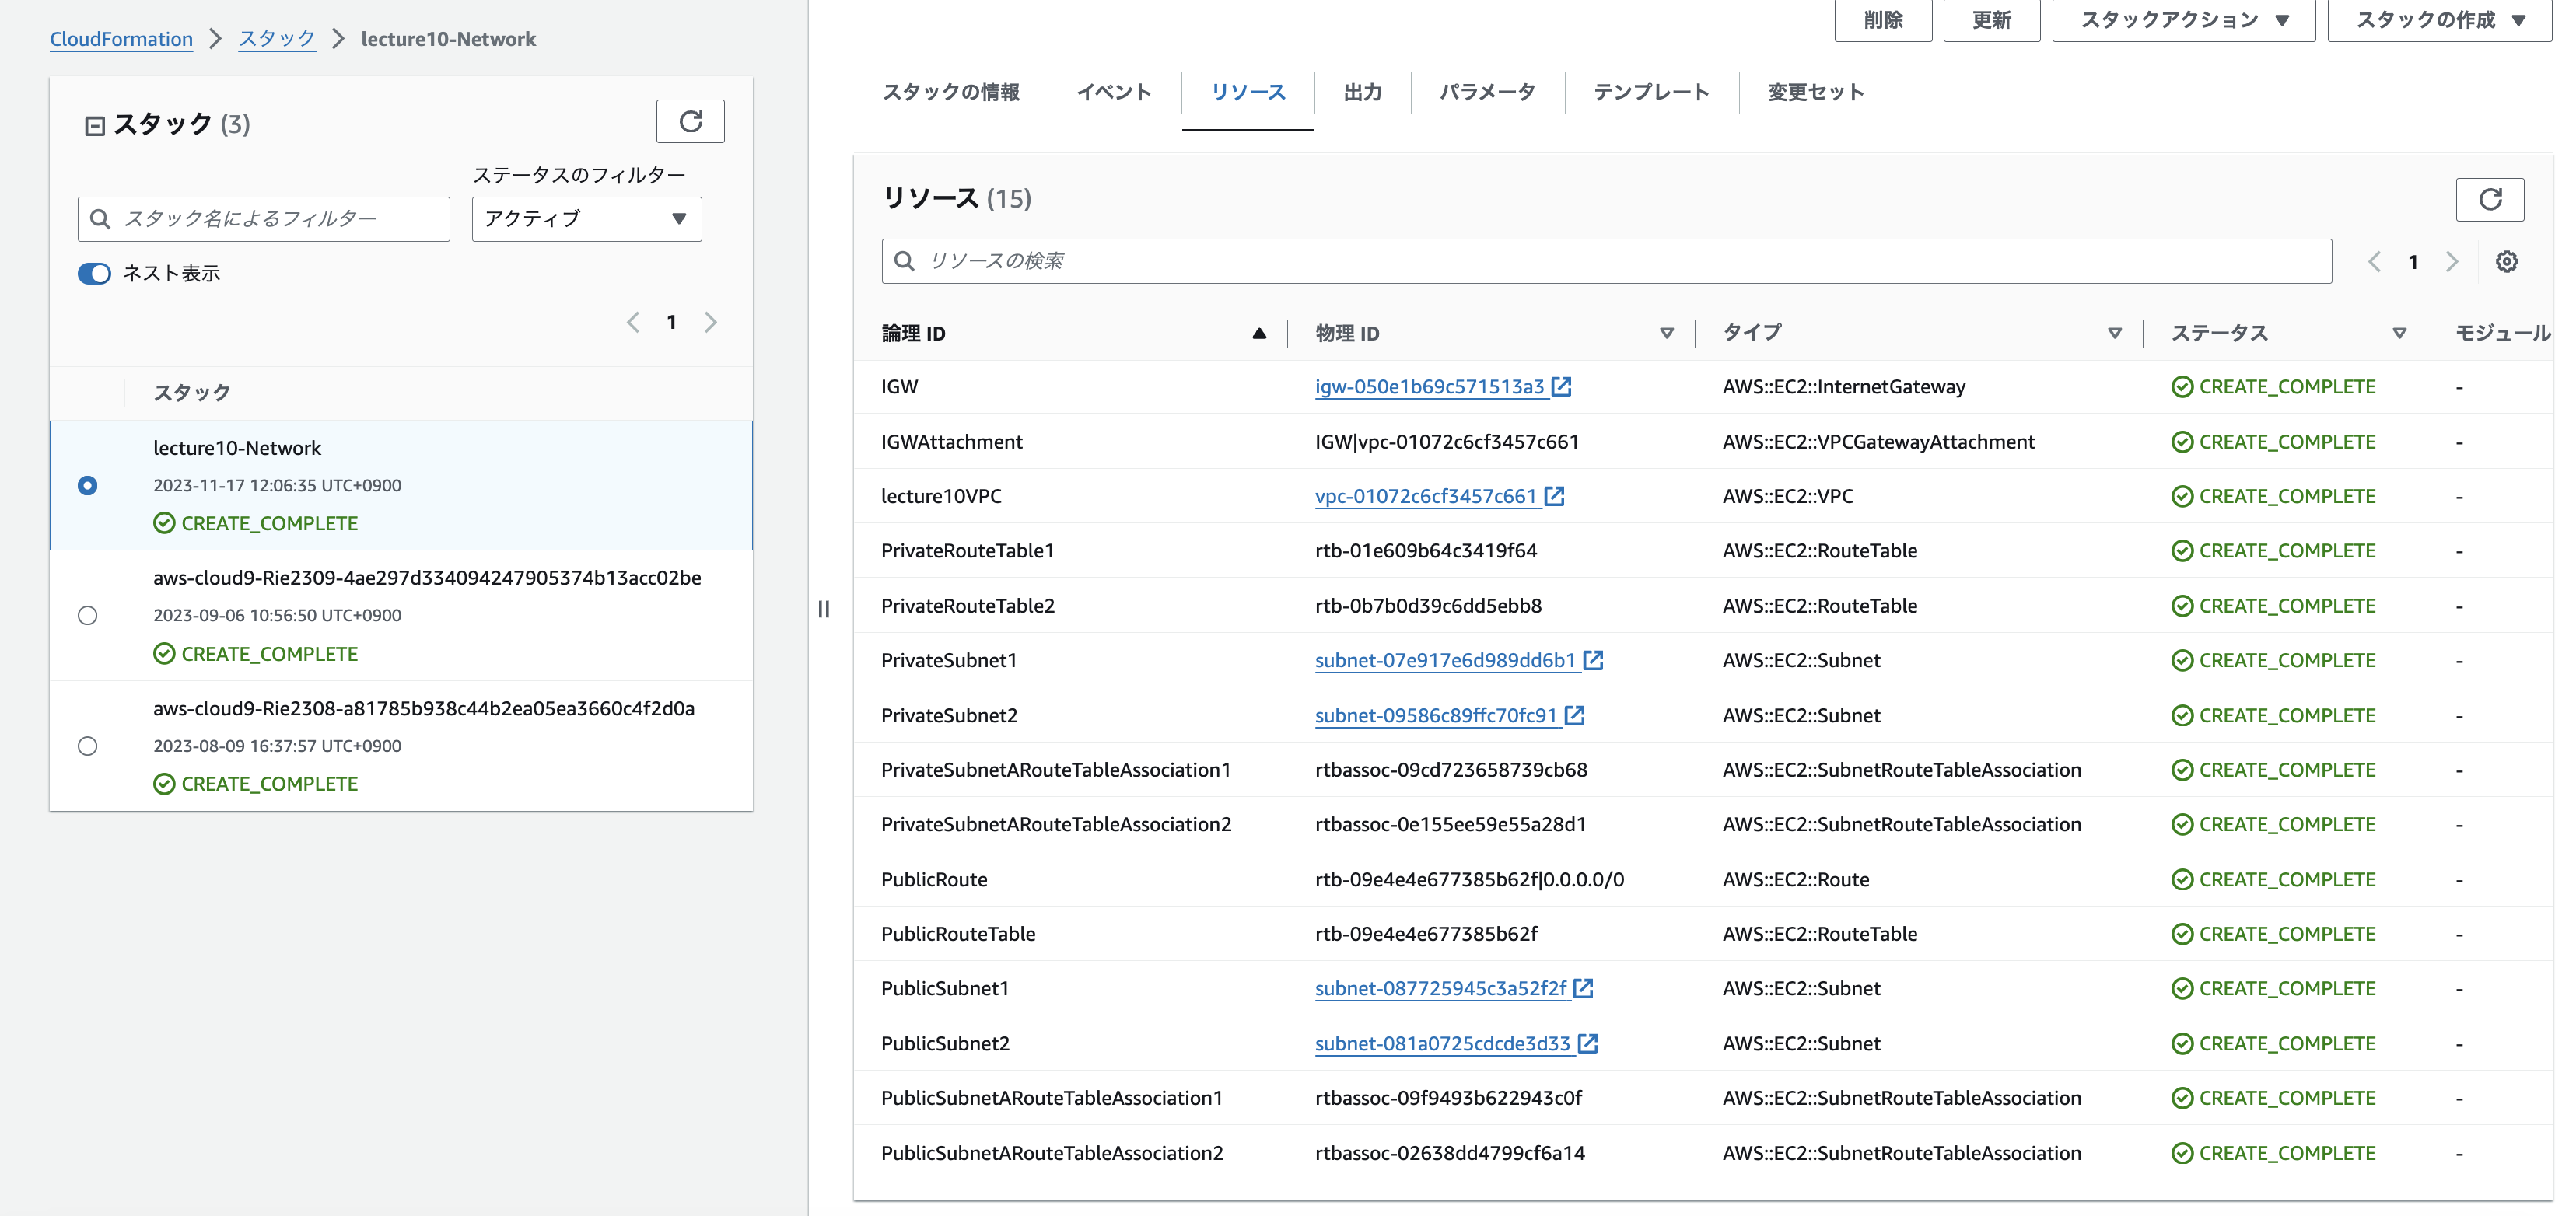 CloudFormation > スタック > lecture10-Network
スタック (3)
ステータスのフィルター
スタック名によるフィルター
アクティブ
ネスト表示
1
スタック
lecture10-Network
2023-11-17 12:06:35 UTC+0900
CREATE_COMPLETE
aws-cloud9-Rie2309-4ae297d334094247905374b13acc02be
2023-09-06 10:56:50 UTC+0900
CREATE_COMPLETE
aws-cloud9-Rie2308-a81785b938c44b2ea05ea3660c4f2d0a
2023-08-09 16:37:57 UTC+0900
CREATE_COMPLETE
削除 更新 スタックアクション スタックの作成
スタックの情報 イベント リソース 出力 パラメータ テンプレート 変更セット
リソース (15)
リソースの検索
1
論理 ID 物理 ID タイプ ステータス モジュール
IGW igw-050e1b69c571513a3 AWS::EC2::InternetGateway CREATE_COMPLETE -
IGWAttachment IGW|vpc-01072c6cf3457c661 AWS::EC2::VPCGatewayAttachment CREATE_COMPLETE -
lecture10VPC vpc-01072c6cf3457c661 AWS::EC2::VPC CREATE_COMPLETE -
PrivateRouteTable1 rtb-01e609b64c3419f64 AWS::EC2::RouteTable CREATE_COMPLETE -
PrivateRouteTable2 rtb-0b7b0d39c6dd5ebb8 AWS::EC2::RouteTable CREATE_COMPLETE -
PrivateSubnet1 subnet-07e917e6d989dd6b1 AWS::EC2::Subnet CREATE_COMPLETE -
PrivateSubnet2 subnet-09586c89ffc70fc91 AWS::EC2::Subnet CREATE_COMPLETE -
PrivateSubnetARouteTableAssociation1 rtbassoc-09cd723658739cb68 AWS::EC2::SubnetRouteTableAssociation CREATE_COMPLETE -
PrivateSubnetARouteTableAssociation2 rtbassoc-0e155ee59e55a28d1 AWS::EC2::SubnetRouteTableAssociation CREATE_COMPLETE -
PublicRoute rtb-09e4e4e677385b62f|0.0.0.0/0 AWS::EC2::Route CREATE_COMPLETE -
PublicRouteTable rtb-09e4e4e677385b62f AWS::EC2::RouteTable CREATE_COMPLETE -
PublicSubnet1 subnet-087725945c3a52f2f AWS::EC2::Subnet CREATE_COMPLETE -
PublicSubnet2 subnet-081a0725cdcde3d33 AWS::EC2::Subnet CREATE_COMPLETE -
PublicSubnetARouteTableAssociation1 rtbassoc-09f9493b622943c0f AWS::EC2::SubnetRouteTableAssociation CREATE_COMPLETE -
PublicSubnetARouteTableAssociation2 rtbassoc-02638dd4799cf6a14 AWS::EC2::SubnetRouteTableAssociation CREATE_COMPLETE -